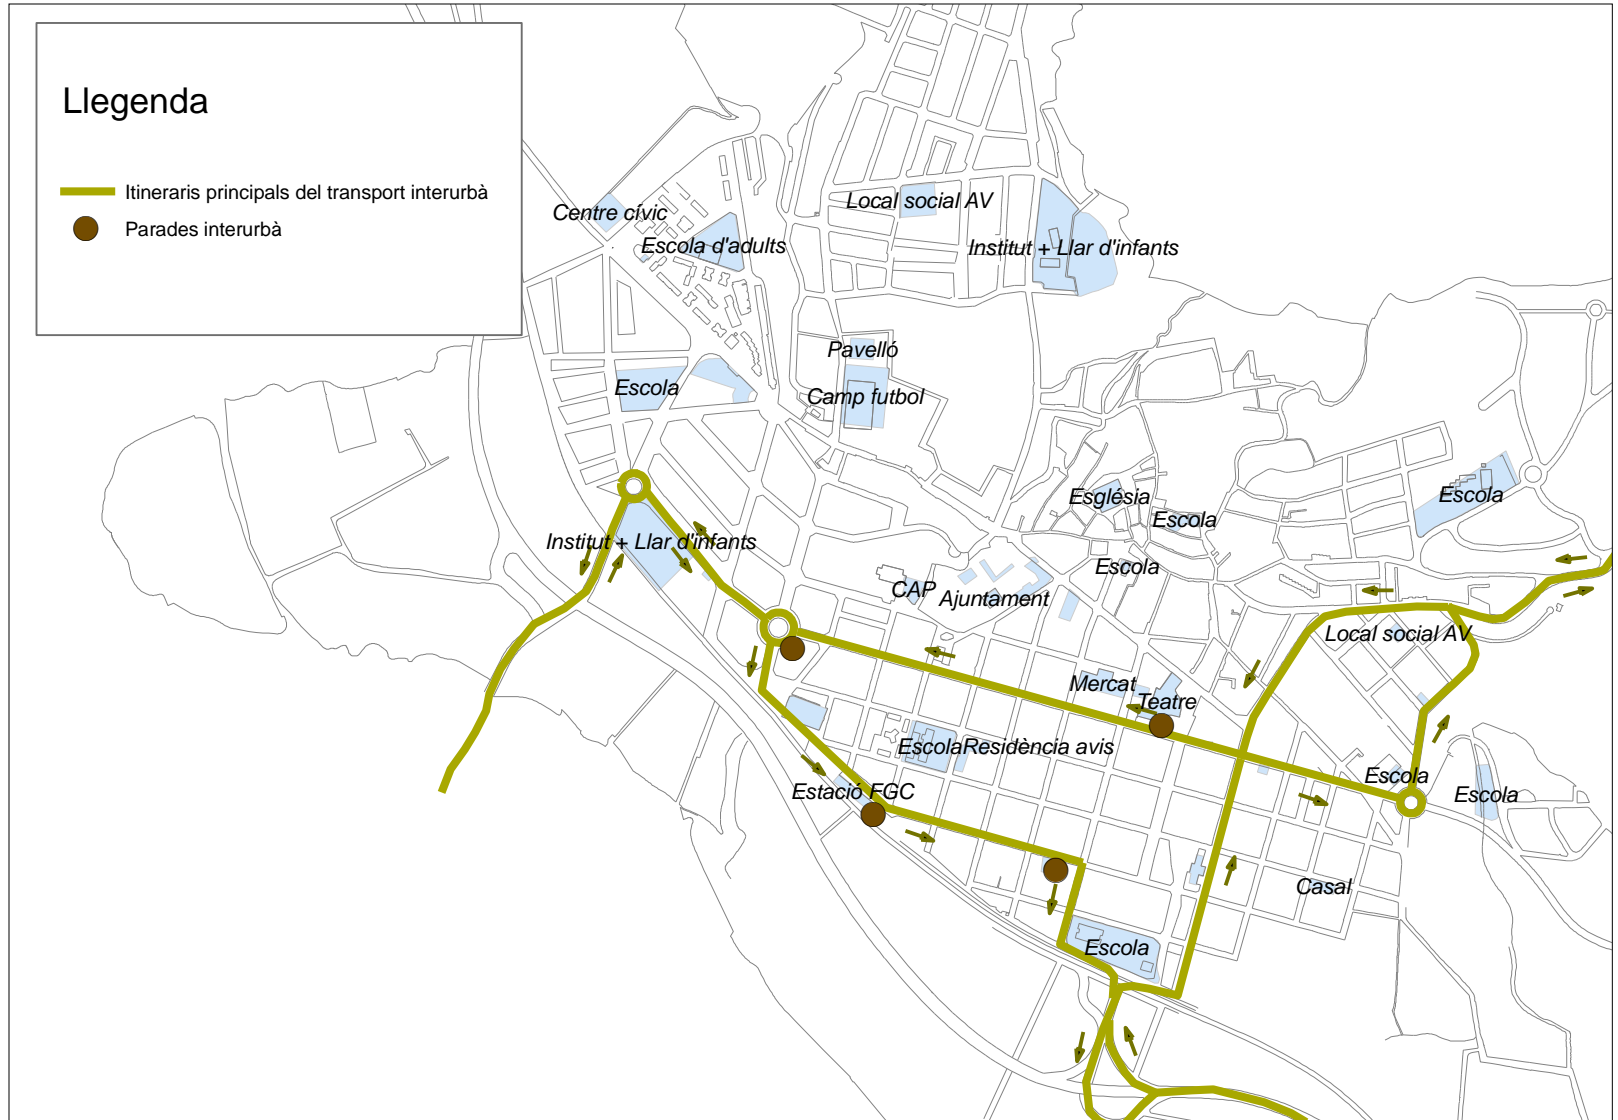 Llegenda
Itineraris principals del transport interurbà
Parades interurbà
Centre cívic
Local social AV
Escola d'adults
Institut + Llar d'infants
Pavelló
Escola
Camp futbol
Església
Escola
Escola
Institut + Llar d'infants
Escola
CAP
Ajuntament
Local social AV
Mercat
Teatre
Escola
Residència avis
Escola
Estació FGC
Escola
Casal
Escola